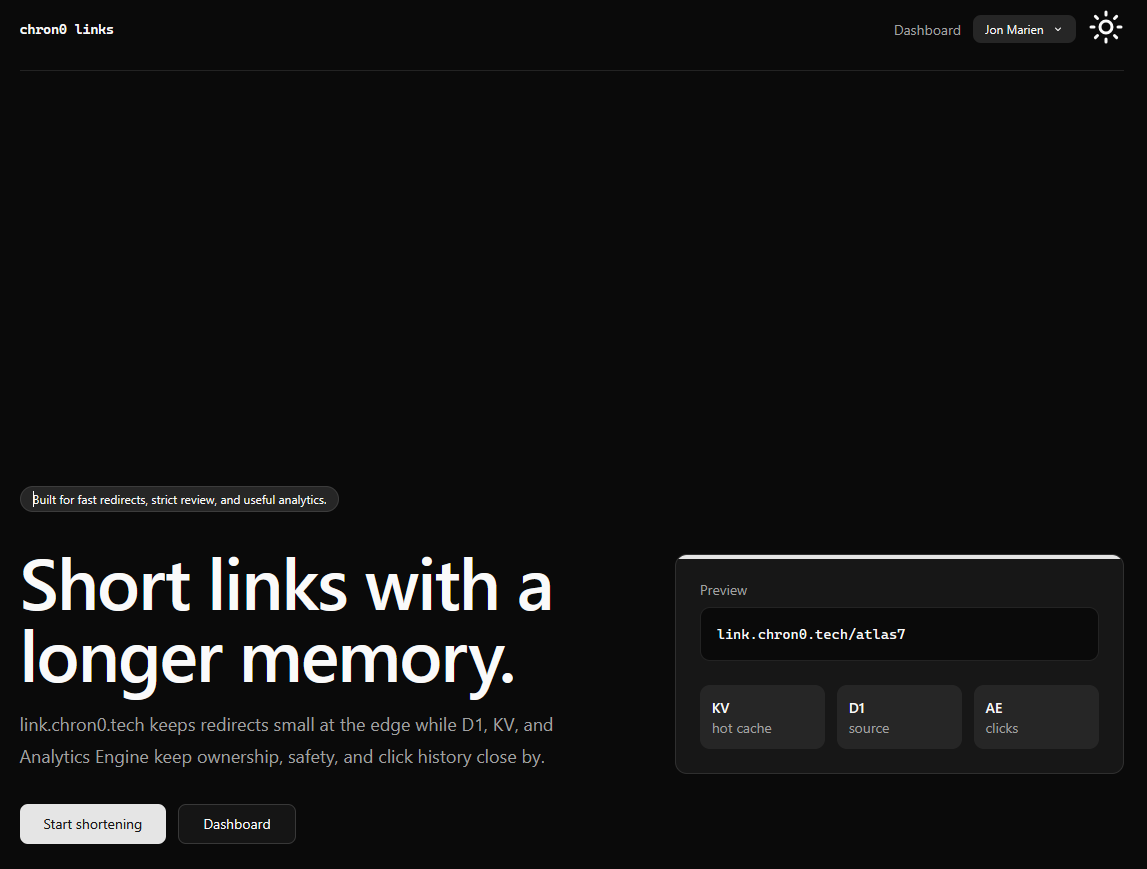 chron0 links
Dashboard
Jon Marien
Built for fast redirects, strict review, and useful analytics.
Short links with a
longer memory.
link.chron0.tech keeps redirects small at the edge while D1, KV, and
Analytics Engine keep ownership, safety, and click history close by.
Start shortening
Dashboard
Preview
link.chron0.tech/atlas7
KV
hot cache
D1
source
AE
clicks